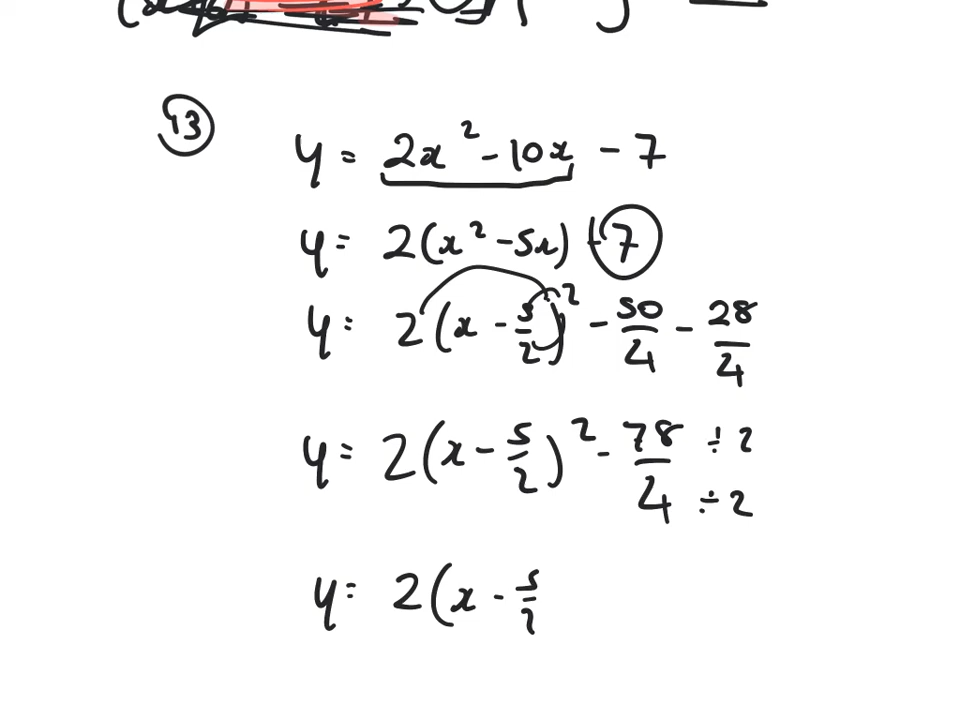 13
y = 2x² - 10x - 7
y = 2(x² - 5x) - 7
y = 2(x - 5/2)² - 50/4 - 28/4
y = 2(x - 5/2)² - 78/4 ÷2 ÷2
y = 2(x - 5/2